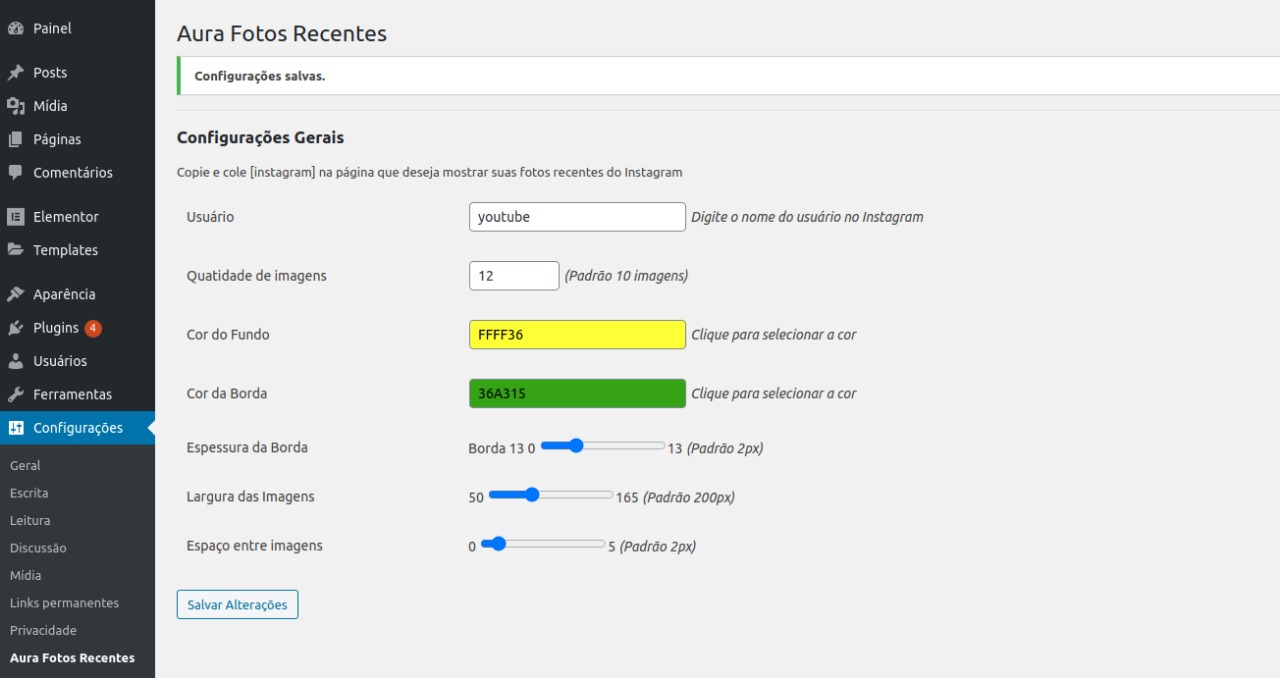 Painel
Posts
Mídia
Páginas
Comentários
Elementor
Templates
Aparência
Plugins 4
Usuários
Ferramentas
Configurações
Geral
Escrita
Leitura
Discussão
Mídia
Links permanentes
Privacidade
Aura Fotos Recentes
Aura Fotos Recentes
Configurações salvas.
Configurações Gerais
Copie e cole [instagram] na página que deseja mostrar suas fotos recentes do Instagram
Usuário youtube Digite o nome do usuário no Instagram
Quatidade de imagens 12 (Padrão 10 imagens)
Cor do Fundo FFFF36 Clique para selecionar a cor
Cor da Borda 36A315 Clique para selecionar a cor
Espessura da Borda Borda 13 0 13 (Padrão 2px)
Largura das Imagens 50 165 (Padrão 200px)
Espaço entre imagens 0 5 (Padrão 2px)
Salvar Alterações